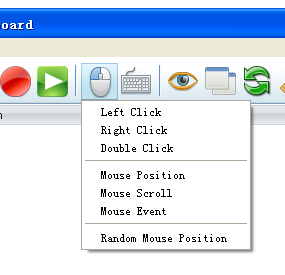 oard
Left Click
Right Click
Double Click
Mouse Position
Mouse Scroll
Mouse Event
Random Mouse Position